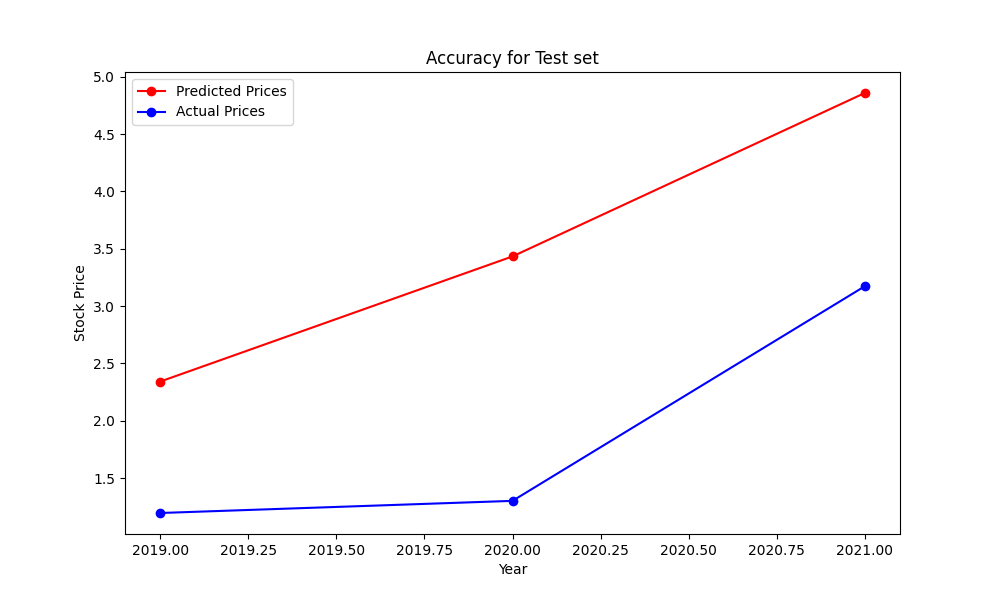 Accuracy for Test set
Predicted Prices
Actual Prices
5.0
4.5
4.0
3.5
3.0
2.5
2.0
1.5
Stock Price
2019.00 2019.25 2019.50 2019.75 2020.00 2020.25 2020.50 2020.75 2021.00
Year